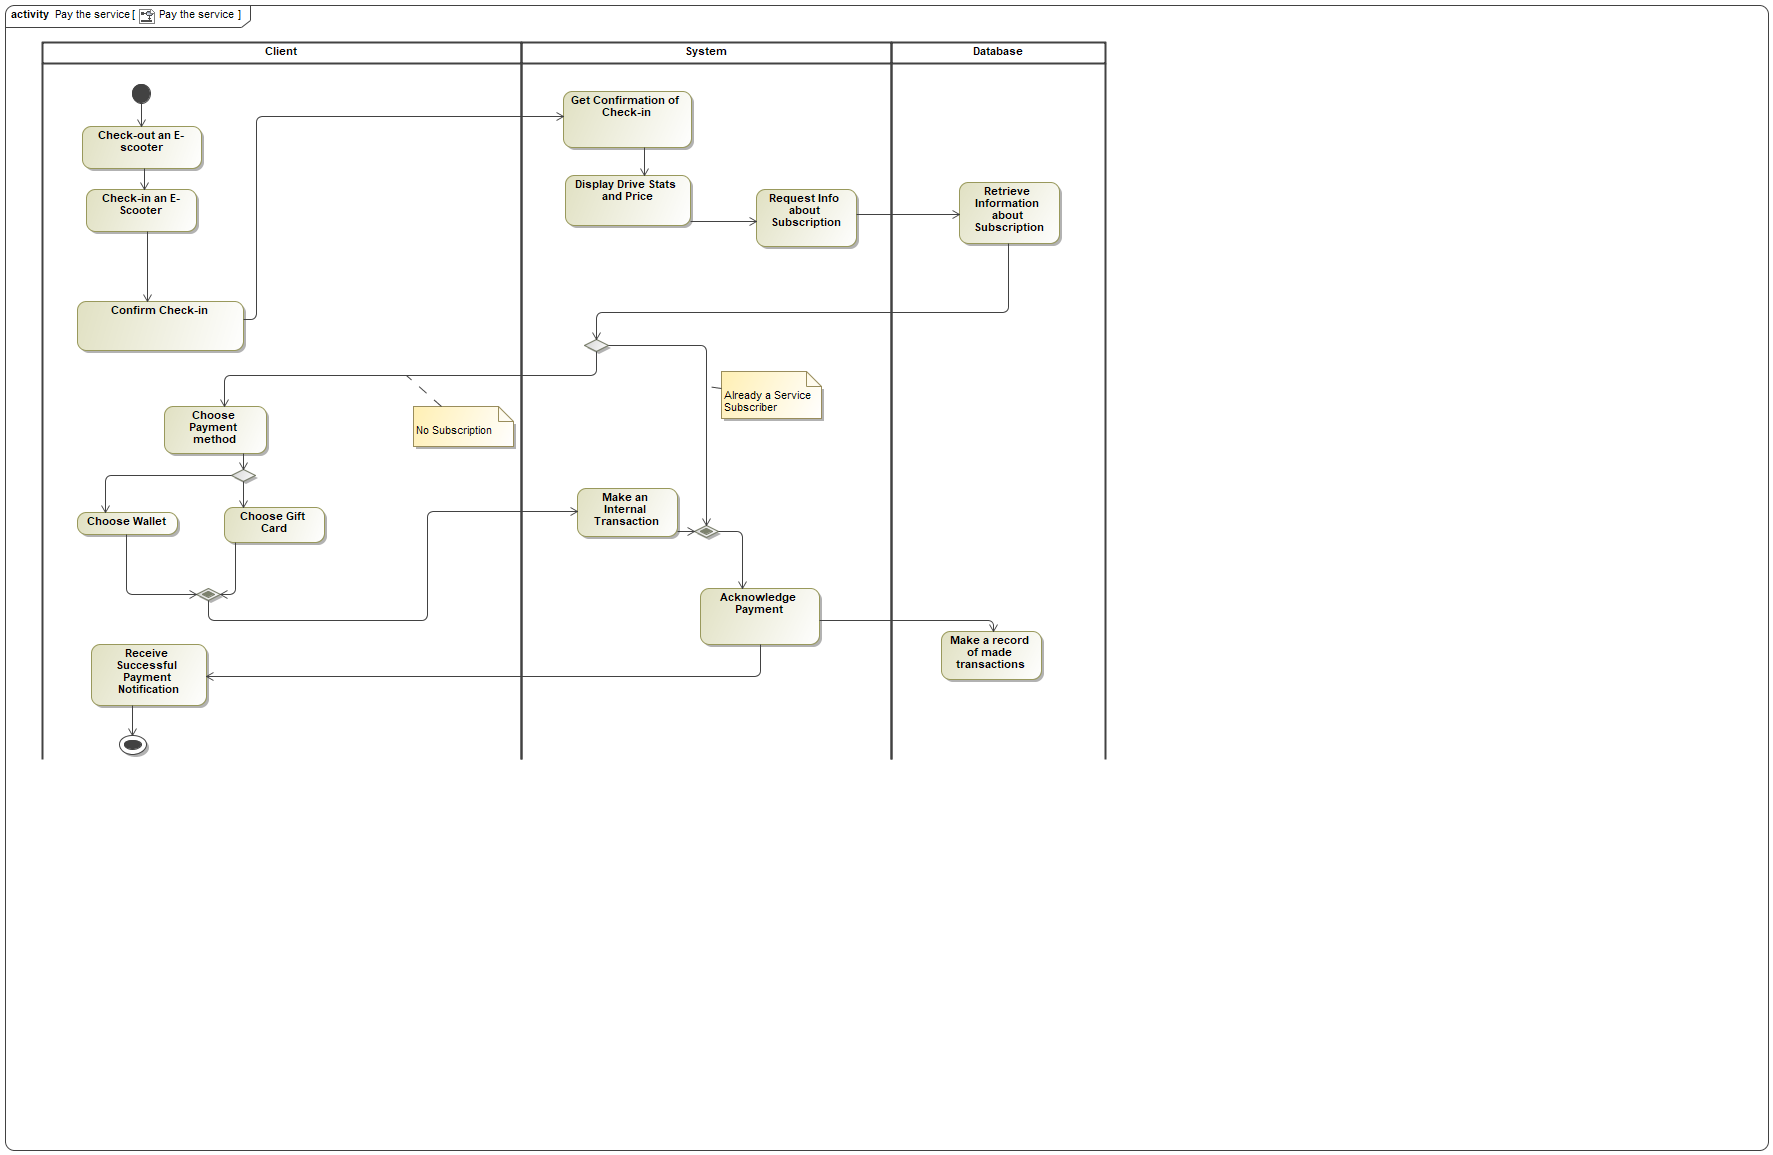 activity Pay the service [ Pay the service ]
Client
System
Database
Check-out an E-
scooter
Check-in an E-
Scooter
Confirm Check-in
Get Confirmation of
Check-in
Display Drive Stats
and Price
Request Info
about
Subscription
Retrieve
Information
about
Subscription
No Subscription
Already a Service
Subscriber
Choose
Payment
method
Choose Wallet
Choose Gift
Card
Make an
Internal
Transaction
Acknowledge
Payment
Make a record
of made
transactions
Receive
Successful
Payment
Notification